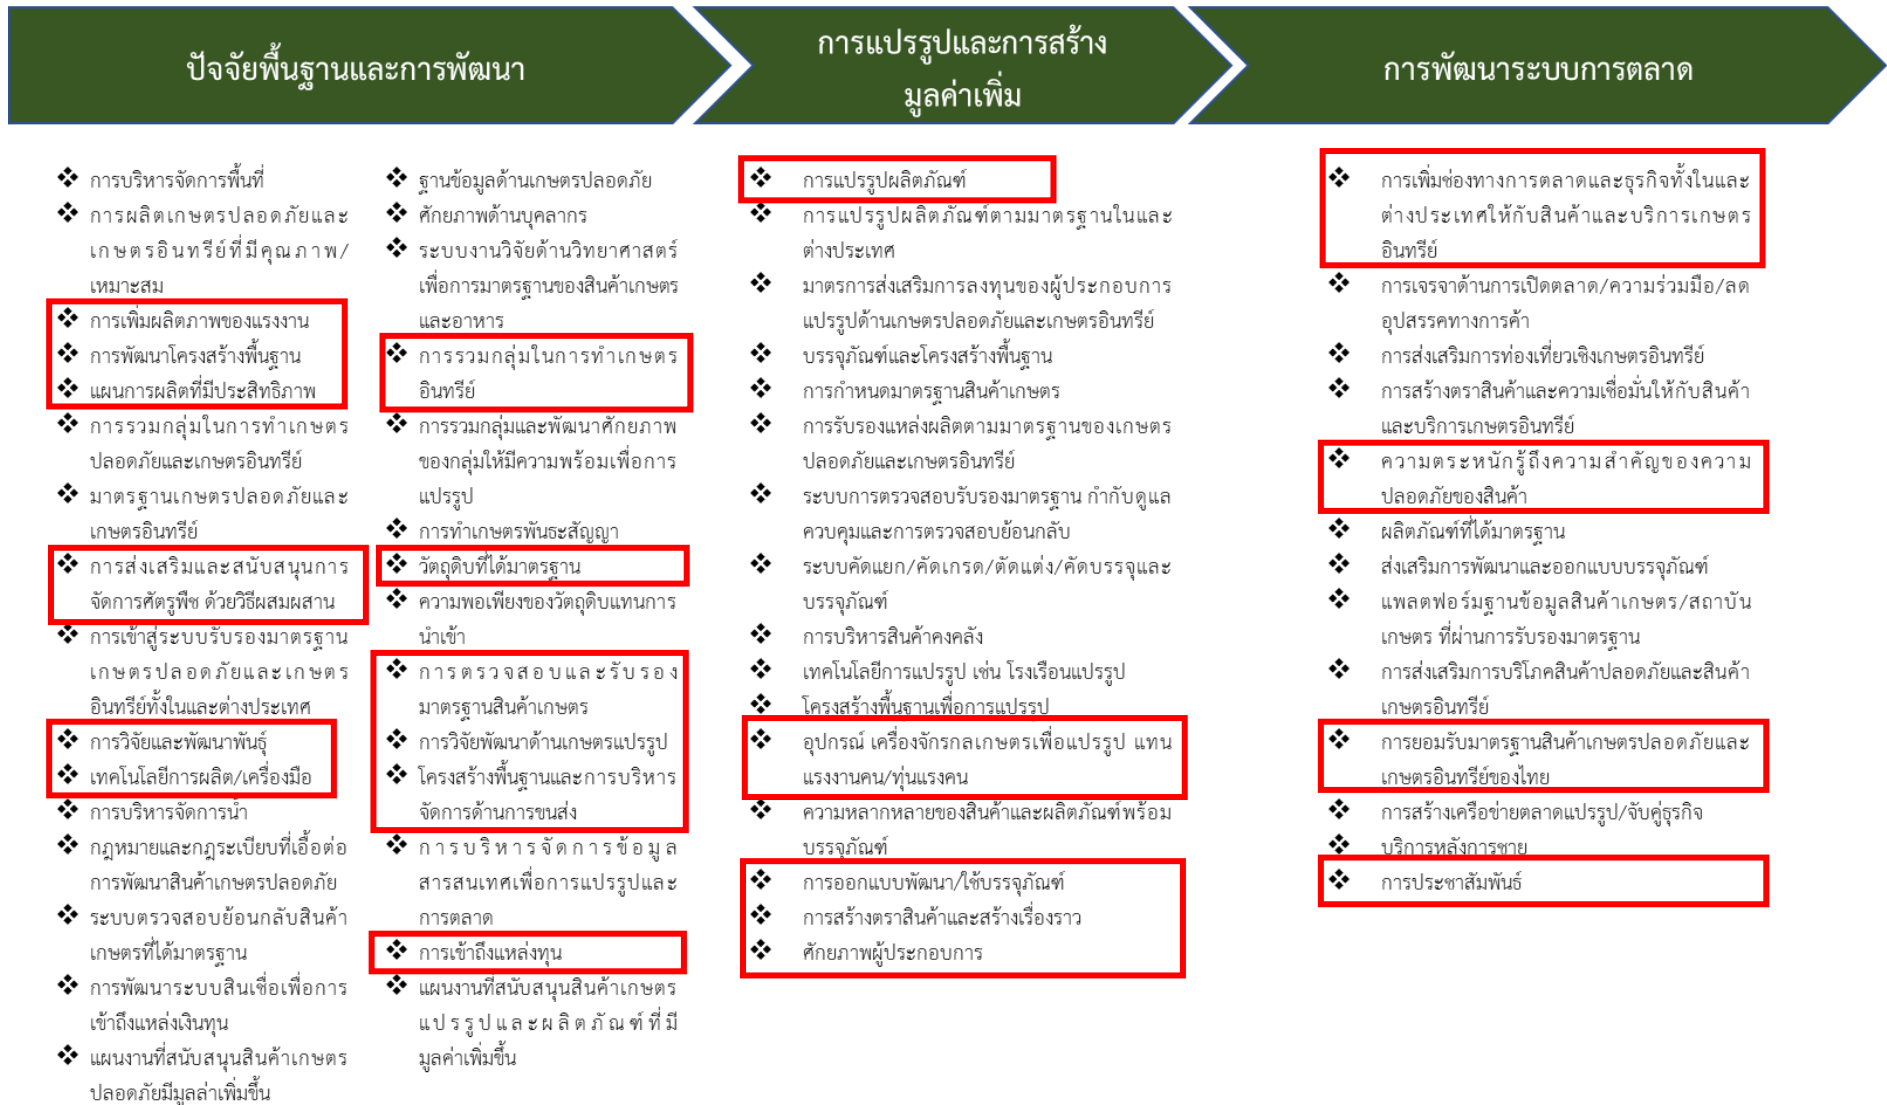 ปัจจัยพื้นฐานและการพัฒนา
การแปรรูปและการสร้าง
มูลค่าเพิ่ม
การพัฒนาระบบการตลาด
❖ การบริหารจัดการพื้นที่
❖ การผลิตเกษตรปลอดภัยและ
เกษตรอินทรีย์ที่มีคุณภาพ/
เหมาะสม
❖ การเพิ่มผลิตภาพของแรงงาน
❖ การพัฒนาโครงสร้างพื้นฐาน
❖ แผนการผลิตที่มีประสิทธิภาพ
❖ การรวมกลุ่มในการทำเกษตร
ปลอดภัยและเกษตรอินทรีย์
❖ มาตรฐานเกษตรปลอดภัยและ
เกษตรอินทรีย์
❖ การส่งเสริมและสนับสนุนการ
จัดการศัตรูพืช ด้วยวิธีผสมผสาน
❖ การเข้าสู่ระบบรับรองมาตรฐาน
เกษตรปลอดภัยและเกษตร
อินทรีย์ทั้งในและต่างประเทศ
❖ การวิจัยและพัฒนาพันธุ์
❖ เทคโนโลยีการผลิต/เครื่องมือ
❖ การบริหารจัดการน้ำ
❖ กฎหมายและกฎระเบียบที่เอื้อต่อ
การพัฒนาสินค้าเกษตรปลอดภัย
❖ ระบบตรวจสอบย้อนกลับสินค้า
เกษตรที่ได้มาตรฐาน
❖ การพัฒนาระบบสินเชื่อเพื่อการ
เข้าถึงแหล่งเงินทุน
❖ แผนงานที่สนับสนุนสินค้าเกษตร
ปลอดภัยมีมูลล่าเพิ่มขึ้น
❖ ฐานข้อมูลด้านเกษตรปลอดภัย
❖ ศักยภาพด้านบุคลากร
❖ ระบบงานวิจัยด้านวิทยาศาสตร์
เพื่อการมาตรฐานของสินค้าเกษตร
และอาหาร
❖ การรวมกลุ่มในการทำเกษตร
อินทรีย์
❖ การรวมกลุ่มและพัฒนาศักยภาพ
ของกลุ่มให้มีความพร้อมเพื่อการ
แปรรูป
❖ การทำเกษตรพันธะสัญญา
❖ วัตถุดิบที่ได้มาตรฐาน
❖ ความพอเพียงของวัตถุดิบแทนการ
นำเข้า
❖ การตรวจสอบและรับรอง
มาตรฐานสินค้าเกษตร
❖ การวิจัยพัฒนาด้านเกษตรแปรรูป
❖ โครงสร้างพื้นฐานและการบริหาร
จัดการด้านการขนส่ง
❖ การบริหารจัดการข้อมูล
สารสนเทศเพื่อการแปรรูปและ
การตลาด
❖ การเข้าถึงแหล่งทุน
❖ แผนงานที่สนับสนุนสินค้าเกษตร
แปรรูปและผลิตภัณฑ์ที่มี
มูลค่าเพิ่มขึ้น
❖ การแปรรูปผลิตภัณฑ์
❖ การแปรรูปผลิตภัณฑ์ตามมาตรฐานในและ
ต่างประเทศ
❖ มาตรการส่งเสริมการลงทุนของผู้ประกอบการ
แปรรูปด้านเกษตรปลอดภัยและเกษตรอินทรีย์
❖ บรรจุภัณฑ์และโครงสร้างพื้นฐาน
❖ การกำหนดมาตรฐานสินค้าเกษตร
❖ การรับรองแหล่งผลิตตามมาตรฐานของเกษตร
ปลอดภัยและเกษตรอินทรีย์
❖ ระบบการตรวจสอบรับรองมาตรฐาน กำกับดูแล
ควบคุมและการตรวจสอบย้อนกลับ
❖ ระบบคัดแยก/คัดเกรด/ตัดแต่ง/คัดบรรจุและ
บรรจุภัณฑ์
❖ การบริหารสินค้าคงคลัง
❖ เทคโนโลยีการแปรรูป เช่น โรงเรือนแปรรูป
❖ โครงสร้างพื้นฐานเพื่อการแปรรูป
❖ อุปกรณ์ เครื่องจักรกลเกษตรเพื่อแปรรูป แทน
แรงงานคน/ทุ่นแรงคน
❖ ความหลากหลายของสินค้าและผลิตภัณฑ์พร้อม
บรรจุภัณฑ์
❖ การออกแบบพัฒนา/ใช้บรรจุภัณฑ์
❖ การสร้างตราสินค้าและสร้างเรื่องราว
❖ ศักยภาพผู้ประกอบการ
❖ การเพิ่มช่องทางการตลาดและธุรกิจทั้งในและ
ต่างประเทศให้กับสินค้าและบริการเกษตร
อินทรีย์
❖ การเจรจาด้านการเปิดตลาด/ความร่วมมือ/ลด
อุปสรรคทางการค้า
❖ การส่งเสริมการท่องเที่ยวเชิงเกษตรอินทรีย์
❖ การสร้างตราสินค้าและความเชื่อมั่นให้กับสินค้า
และบริการเกษตรอินทรีย์
❖ ความตระหนักรู้ถึงความสำคัญของความ
ปลอดภัยของสินค้า
❖ ผลิตภัณฑ์ที่ได้มาตรฐาน
❖ ส่งเสริมการพัฒนาและออกแบบบรรจุภัณฑ์
❖ แพลตฟอร์มฐานข้อมูลสินค้าเกษตร/สถาบัน
เกษตร ที่ผ่านการรับรองมาตรฐาน
❖ การส่งเสริมการบริโภคสินค้าปลอดภัยและสินค้า
เกษตรอินทรีย์
❖ การยอมรับมาตรฐานสินค้าเกษตรปลอดภัยและ
เกษตรอินทรีย์ของไทย
❖ การสร้างเครือข่ายตลาดแปรรูป/จับคู่ธุรกิจ
❖ บริการหลังการขาย
❖ การประชาสัมพันธ์